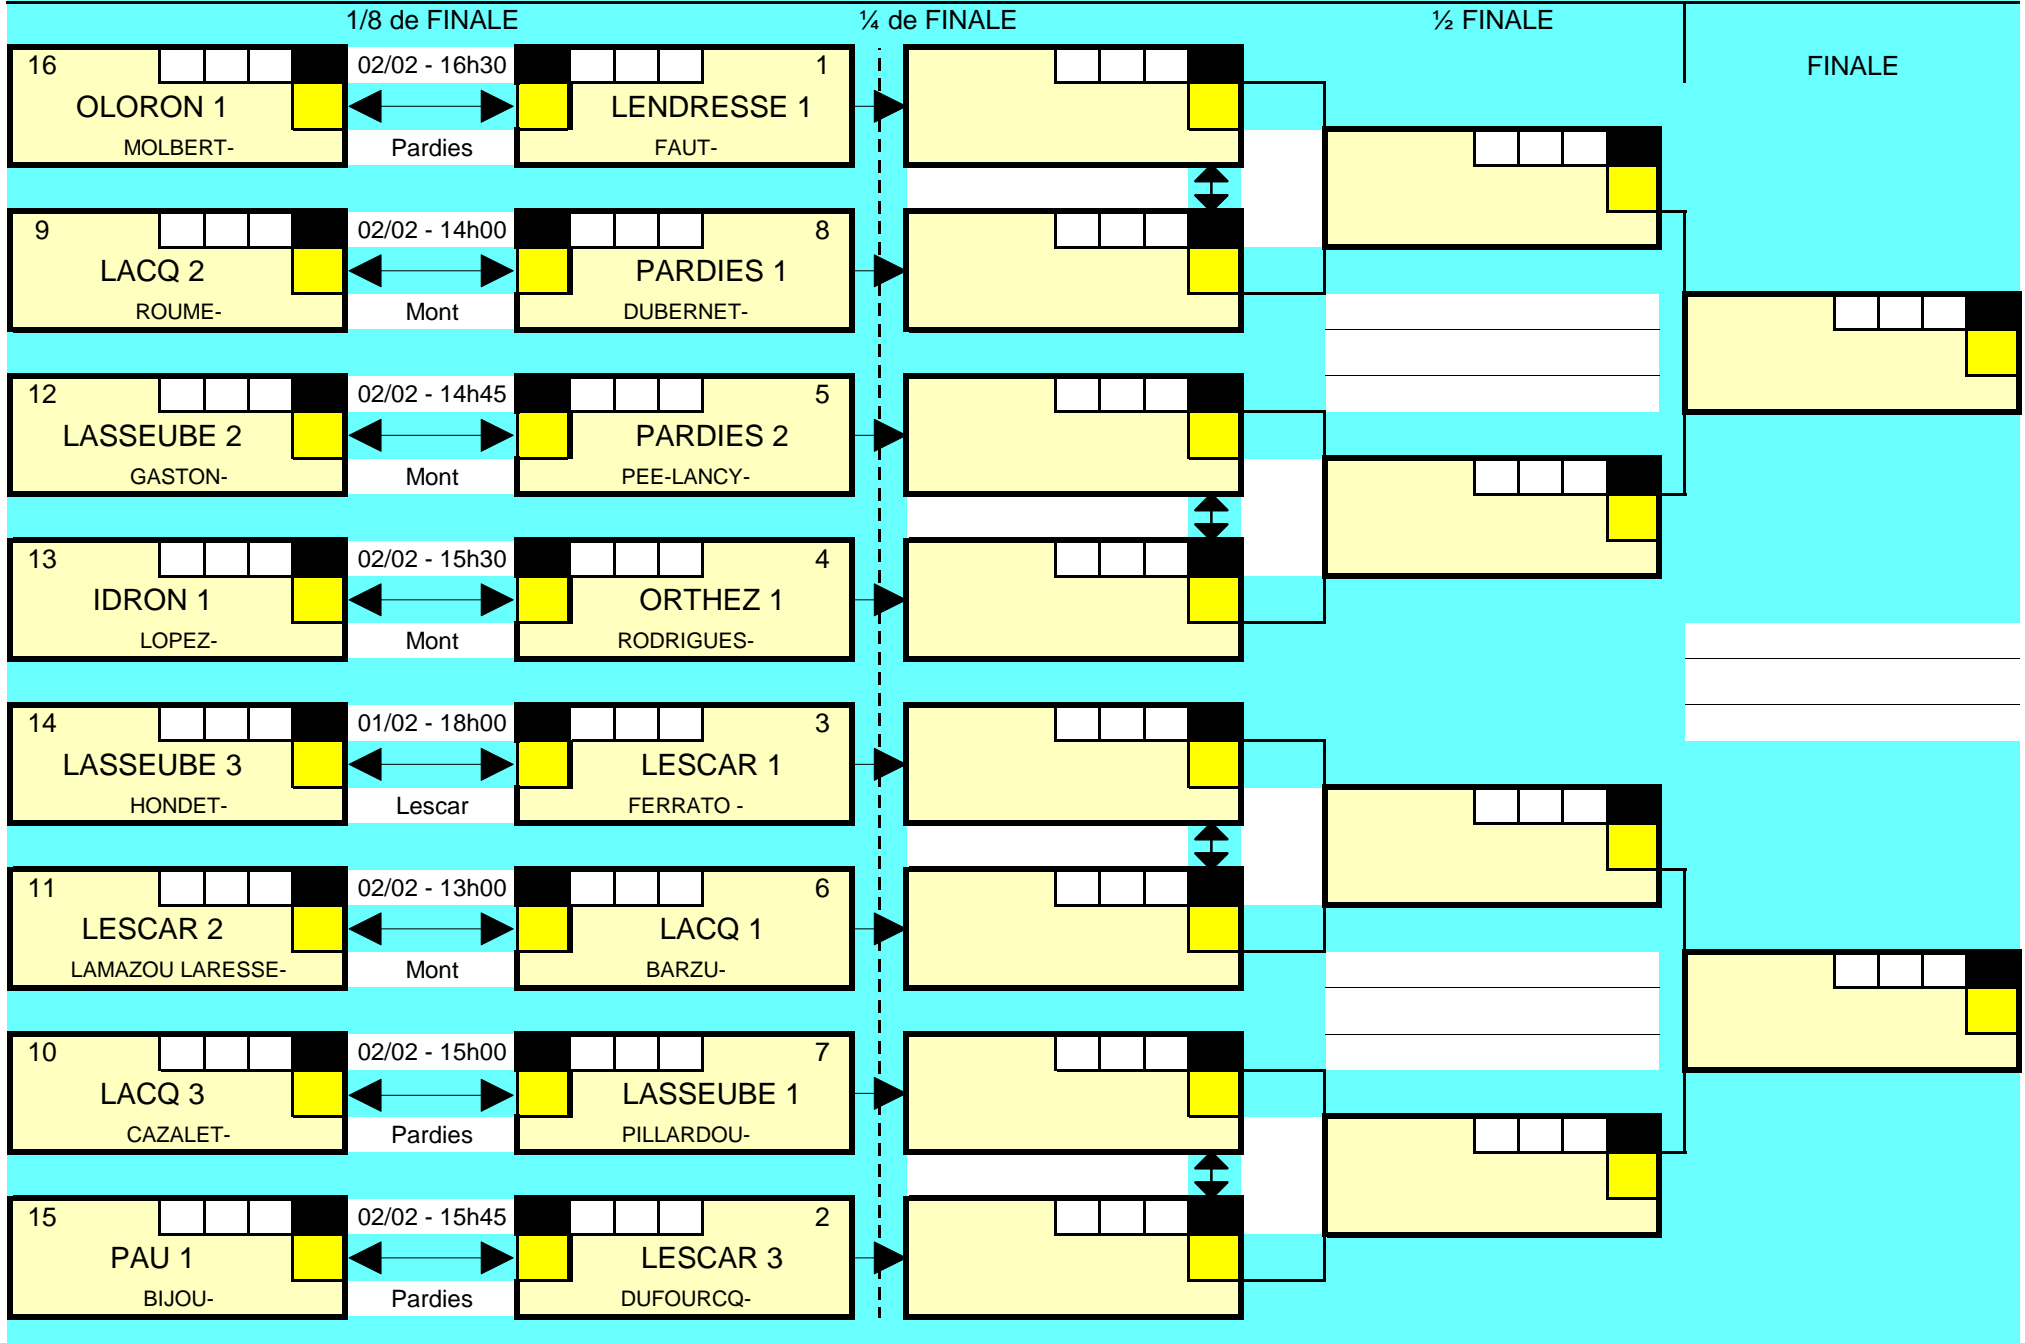 1/8 de FINALE
¼ de FINALE
½ FINALE
FINALE
16
02/02 - 16h30
1
OLORON 1
LENDRESSE 1
MOLBERT-
Pardies
FAUT-
9
02/02 - 14h00
8
LACQ 2
PARDIES 1
ROUME-
Mont
DUBERNET-
12
02/02 - 14h45
5
LASSEUBE 2
PARDIES 2
GASTON-
Mont
PEE-LANCY-
13
02/02 - 15h30
4
IDRON 1
ORTHEZ 1
LOPEZ-
Mont
RODRIGUES-
14
01/02 - 18h00
3
LASSEUBE 3
LESCAR 1
HONDET-
Lescar
FERRATO -
11
02/02 - 13h00
6
LESCAR 2
LACQ 1
LAMAZOU LARESSE-
Mont
BARZU-
10
02/02 - 15h00
7
LACQ 3
LASSEUBE 1
CAZALET-
Pardies
PILLARDOU-
15
02/02 - 15h45
2
PAU 1
LESCAR 3
BIJOU-
Pardies
DUFOURCQ-